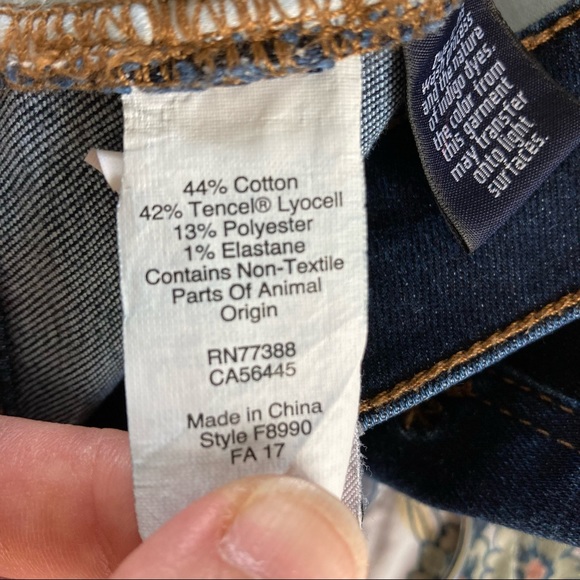 44% Cotton
42% Tencel® Lyocell
13% Polyester
1% Elastane
Contains Non-Textile
Parts Of Animal
Origin
RN77388
CA56445
Made in China
Style F8990
FA 17
and the nature
of indigo dyes.
the color from
this garment
may transfer
onto light
surfaces.